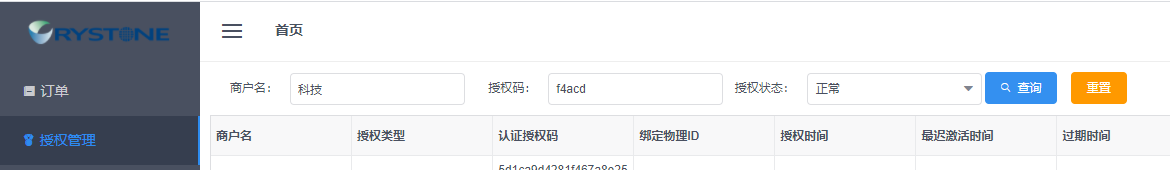 CRYSTONE
首页
订单
授权管理
商户名： 科技 授权码： f4acd 授权状态： 正常 查询 重置
商户名 授权类型 认证授权码 绑定物理ID 授权时间 最迟激活时间 过期时间